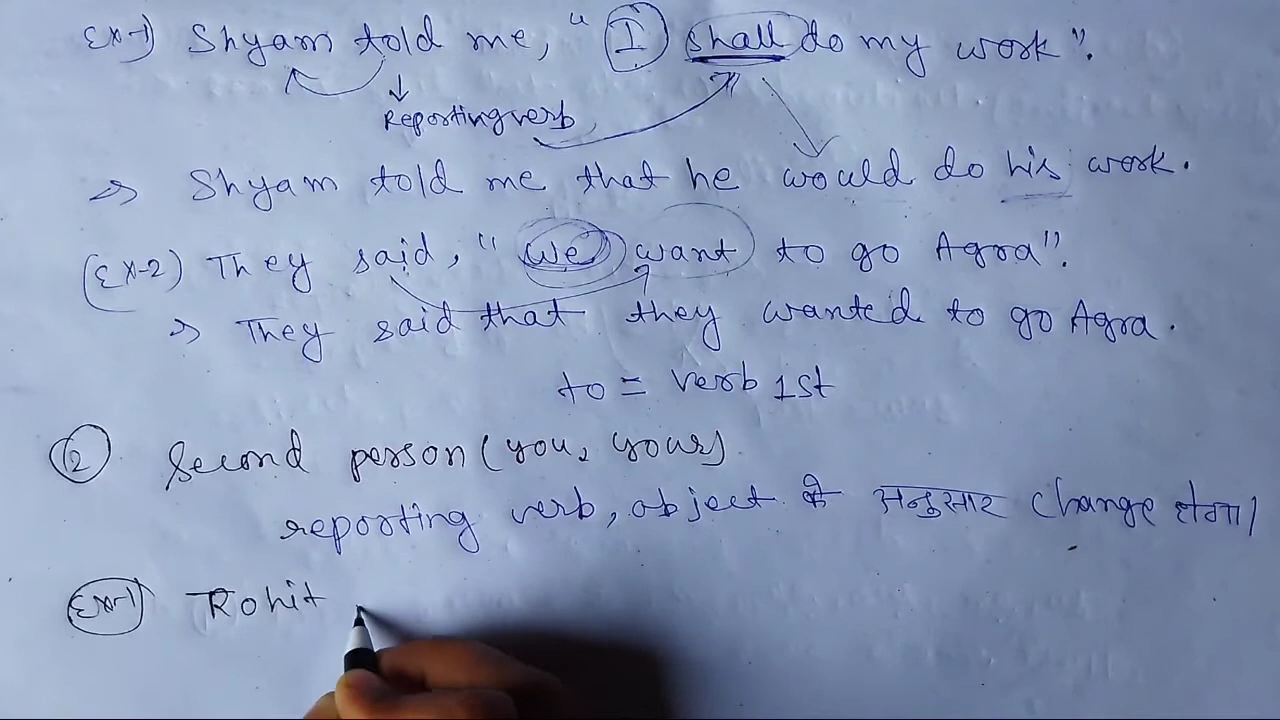 Ex-1) Shyam told me, "I shall do my work".
Reporting verb
⇒ Shyam told me that he would do his work.
(Ex-2) They said, "we want to go Agra".
⇒ They said that they wanted to go Agra.
to = verb 1st
② Second person (you, yours)
reporting verb, object के अनुसार change होगा।
Ex-1) Rohit